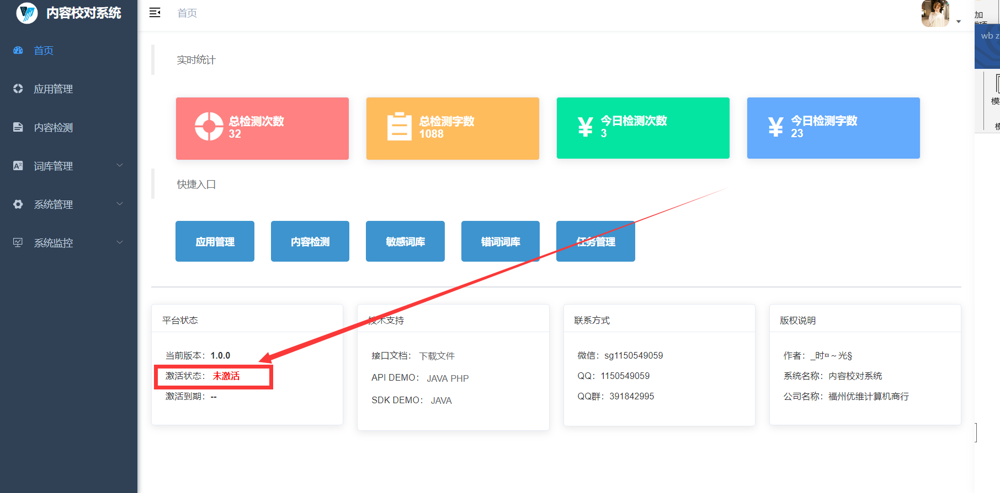 内容校对系统
首页
应用管理
内容检测
词库管理
系统管理
系统监控
首页
实时统计
总检测次数
32
总检测字数
1088
今日检测次数
3
今日检测字数
23
快捷入口
应用管理
内容检测
敏感词库
错词词库
任务管理
平台状态
当前版本：1.0.0
激活状态：未激活
激活到期：--
技术支持
接口文档： 下载文件
API DEMO： JAVA PHP
SDK DEMO： JAVA
联系方式
微信：sg1150549059
QQ：1150549059
QQ群：391842995
版权说明
作者：_时¤～光§
系统名称：内容校对系统
公司名称：福州优维计算机商行
加
wb z